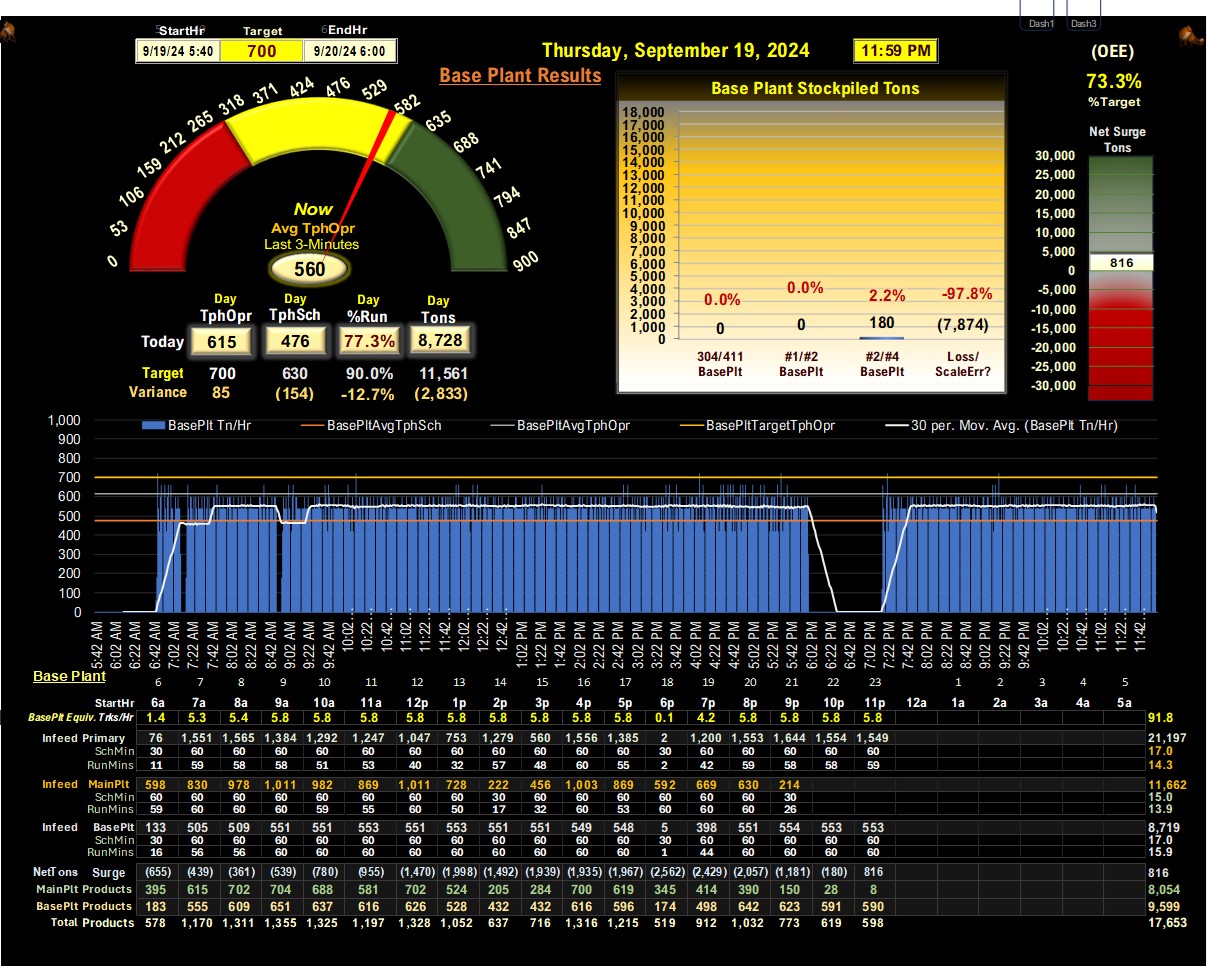 Dash1 Dash3
StartHr Target EndHr
9/19/24 5:40 700 9/20/24 6:00
Thursday, September 19, 2024 11:59 PM
(OEE)
73.3%
%Target
Base Plant Results
0 53 106 159 212 265 318 371 424 476 529 582 635 688 741 794 847 900
Now
Avg TphOpr
Last 3-Minutes
560
Base Plant Stockpiled Tons
18,000
17,000
16,000
15,000
14,000
13,000
12,000
11,000
10,000
9,000
8,000
7,000
6,000
5,000
4,000
3,000
2,000
1,000
0
0.0% 0.0% 2.2% -97.8%
0 0 180 (7,874)
304/411 #1/#2 #2/#4 Loss/
BasePlt BasePlt BasePlt ScaleErr?
Net Surge
Tons
30,000
25,000
20,000
15,000
10,000
5,000
816
0
-5,000
-10,000
-15,000
-20,000
-25,000
-30,000
Day Day Day Day
TphOpr TphSch %Run Tons
Today 615 476 77.3% 8,728
Target 700 630 90.0% 11,561
Variance 85 (154) -12.7% (2,833)
BasePlt Tn/Hr BasePltAvgTphSch BasePltAvgTphOpr BasePltTargetTphOpr 30 per. Mov. Avg. (BasePlt Tn/Hr)
1,000
900
800
700
600
500
400
300
200
100
0
5:42 AM 6:02 AM 6:22 AM 6:42 AM 7:02 AM 7:22 AM 7:42 AM 8:02 AM 8:22 AM 8:42 AM 9:02 AM 9:22 AM 9:42 AM 10:02... 10:22... 10:42... 11:02... 11:22... 11:42... 12:02... 12:22... 12:42... 1:02 PM 1:22 PM 1:42 PM 2:02 PM 2:22 PM 2:42 PM 3:02 PM 3:22 PM 3:42 PM 4:02 PM 4:22 PM 4:42 PM 5:02 PM 5:22 PM 5:42 PM 6:02 PM 6:22 PM 6:42 PM 7:02 PM 7:22 PM 7:42 PM 8:02 PM 8:22 PM 8:42 PM 9:02 PM 9:22 PM 9:42 PM 10:02... 10:22... 10:42... 11:02... 11:22... 11:42...
Base Plant 6 7 8 9 10 11 12 13 14 15 16 17 18 19 20 21 22 23 1 2 3 4 5
StartHr 6a 7a 8a 9a 10a 11a 12p 1p 2p 3p 4p 5p 6p 7p 8p 9p 10p 11p 12a 1a 2a 3a 4a 5a
BasePlt Equiv. Trks/Hr 1.4 5.3 5.4 5.8 5.8 5.8 5.8 5.8 5.8 5.8 5.8 5.8 0.1 4.2 5.8 5.8 5.8 5.8 91.8
Infeed Primary 76 1,551 1,565 1,384 1,292 1,247 1,047 753 1,279 560 1,556 1,385 2 1,200 1,553 1,644 1,554 1,549 21,197
SchMin 30 60 60 60 60 60 60 60 60 60 60 60 30 60 60 60 60 60 17.0
RunMins 11 59 58 58 51 53 40 32 57 48 60 55 2 42 59 58 58 59 14.3
Infeed MainPlt 598 830 978 1,011 982 869 1,011 728 222 456 1,003 869 592 669 630 214 11,662
SchMin 60 60 60 60 60 60 60 60 30 60 60 60 60 60 60 30 15.0
RunMins 59 60 60 60 59 55 60 60 17 32 60 53 60 60 60 26 13.9
Infeed BasePlt 133 505 509 551 551 553 551 553 551 551 549 548 5 398 551 554 553 553 8,719
SchMin 30 60 60 60 60 60 60 60 60 60 60 60 30 60 60 60 60 60 17.0
RunMins 16 56 56 60 60 60 60 60 60 60 60 60 1 44 60 60 60 60 15.9
NetTons Surge (655) (439) (361) (539) (780) (955) (1,470) (1,998) (1,492) (1,939) (1,935) (1,967) (2,562) (2,429) (2,057) (1,181) (180) 816 816
MainPlt Products 395 615 702 704 688 581 702 524 205 284 700 619 345 414 390 150 28 8 8,054
BasePlt Products 183 555 609 651 637 616 626 528 432 432 616 596 174 498 642 623 591 590 9,599
Total Products 578 1,170 1,311 1,355 1,325 1,197 1,328 1,052 637 716 1,316 1,215 519 912 1,032 773 619 598 17,653